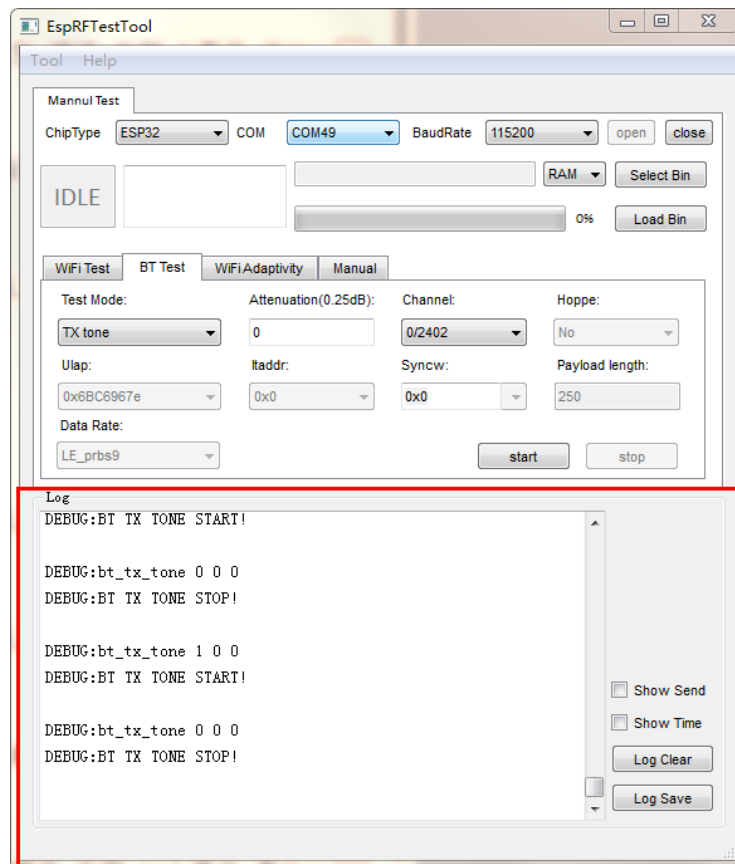 EspRFTestTool
Tool Help
Mannul Test
ChipType ESP32 COM COM49 BaudRate 115200 open close
RAM Select Bin
IDLE
0% Load Bin
WiFi Test BT Test WiFi Adaptivity Manual
Test Mode: Attenuation(0.25dB): Channel: Hoppe:
TX tone 0 0/2402 No
Ulap: ltaddr: Syncw: Payload length:
0x6BC6967e 0x0 0x0 250
Data Rate:
LE_prbs9 start stop
Log
DEBUG:BT TX TONE START!
DEBUG:bt_tx_tone 0 0 0
DEBUG:BT TX TONE STOP!
DEBUG:bt_tx_tone 1 0 0
DEBUG:BT TX TONE START!
Show Send
DEBUG:bt_tx_tone 0 0 0
Show Time
DEBUG:BT TX TONE STOP!
Log Clear
Log Save